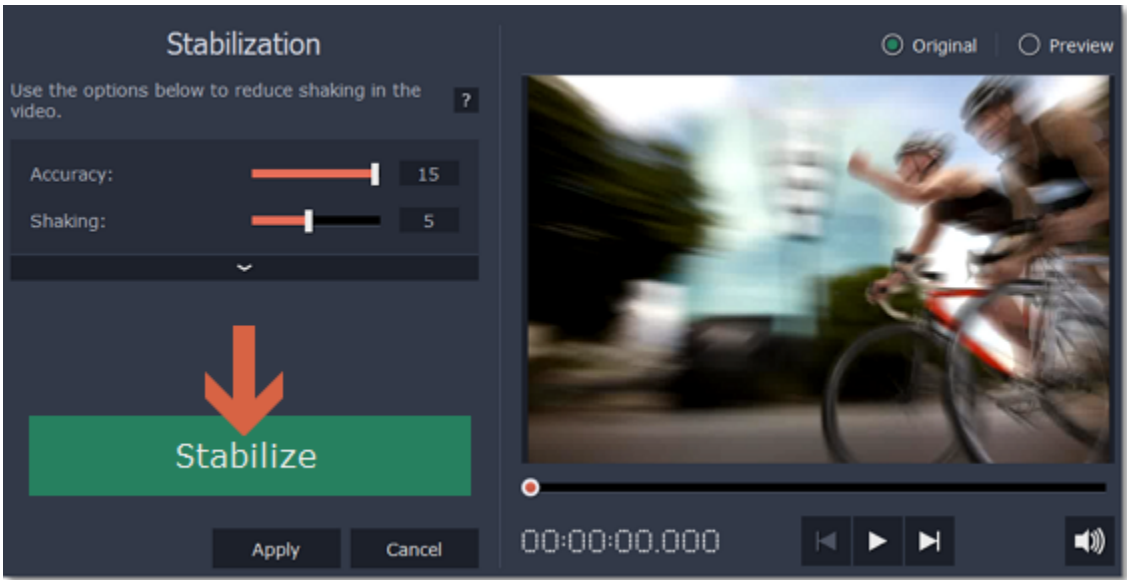 Stabilization
Original
Preview
Use the options below to reduce shaking in the
video.
?
Accuracy:
15
Shaking:
5
Stabilize
Apply
Cancel
00:00:00.000